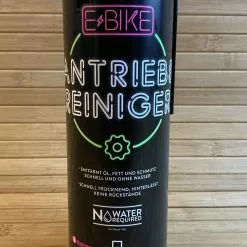 E BIKE
ANTRIEBS
REINIGER
· ENTFERNT ÖL, FETT UND SCHMUTZ
SCHNELL UND OHNE WASSER
· SCHNELL TROCKNEND, HINTERLÄSST
KEINE RÜCKSTÄNDE
NO WATER
REQUIRED